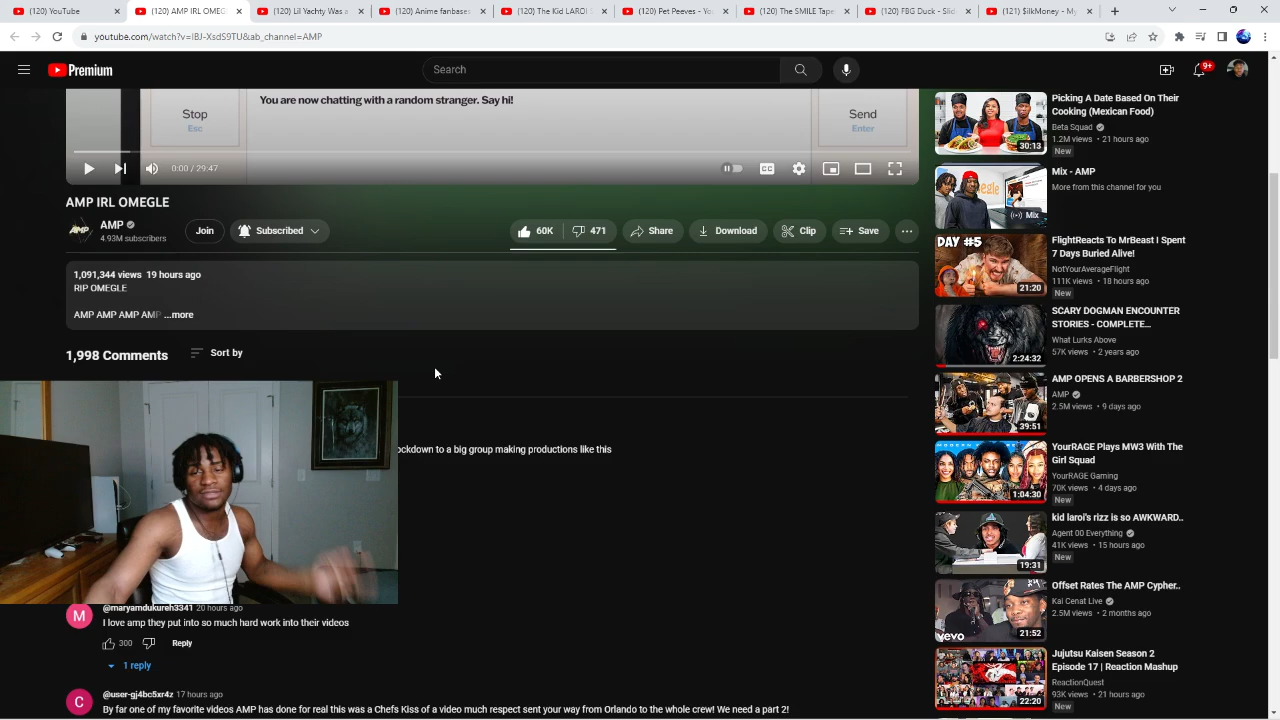 (120) YouTube
(120) AMP IRL OMEGL
(120) Lil Yachty Was a
(120) Anime fantasies
(120) The Kid LAROI S
(120) Pet Peeves - Yo
(120) The SMILE Tape
(120) FBG Duck - Slid
(121) $ilkMoney - My
youtube.com/watch?v=IBJ-XsdS9TU&ab_channel=AMP
Premium
Search
9+
Stop
Esc
You are now chatting with a random stranger. Say hi!
Send
Enter
0:00 / 29:47
CC
AMP IRL OMEGLE
AMP
4.93M subscribers
Join
Subscribed
60K
471
Share
Download
Clip
Save
1,091,344 views 19 hours ago
RIP OMEGLE
AMP AMP AMP AMP ...more
1,998 Comments
Sort by
ockdown to a big group making productions like this
@maryamdukureh3341 20 hours ago
M
I love amp they put into so much hard work into their videos
300
Reply
1 reply
@user-gj4bc5xr4z 17 hours ago
C
By far one of my favorite videos AMP has done this was a Chefs Kiss of a video much respect sent your way from Orlando to the whole crew! We need a part 2!
30:13
Picking A Date Based On Their
Cooking (Mexican Food)
Beta Squad
1.2M views • 21 hours ago
New
Mix
Mix - AMP
More from this channel for you
DAY #5
21:20
FlightReacts To MrBeast I Spent
7 Days Buried Alive!
NotYourAverageFlight
111K views • 18 hours ago
New
2:24:32
SCARY DOGMAN ENCOUNTER
STORIES - COMPLETE...
What Lurks Above
57K views • 2 years ago
39:51
AMP OPENS A BARBERSHOP 2
AMP
2.5M views • 9 days ago
1:04:30
YourRAGE Plays MW3 With The
Girl Squad
YourRAGE Gaming
70K views • 4 days ago
New
19:31
kid laroi's rizz is so AWKWARD..
Agent 00 Everything
41K views • 15 hours ago
New
vevo
21:52
Offset Rates The AMP Cypher..
Kai Cenat Live
2.5M views • 2 months ago
22:20
Jujutsu Kaisen Season 2
Episode 17 | Reaction Mashup
ReactionQuest
93K views • 21 hours ago
New